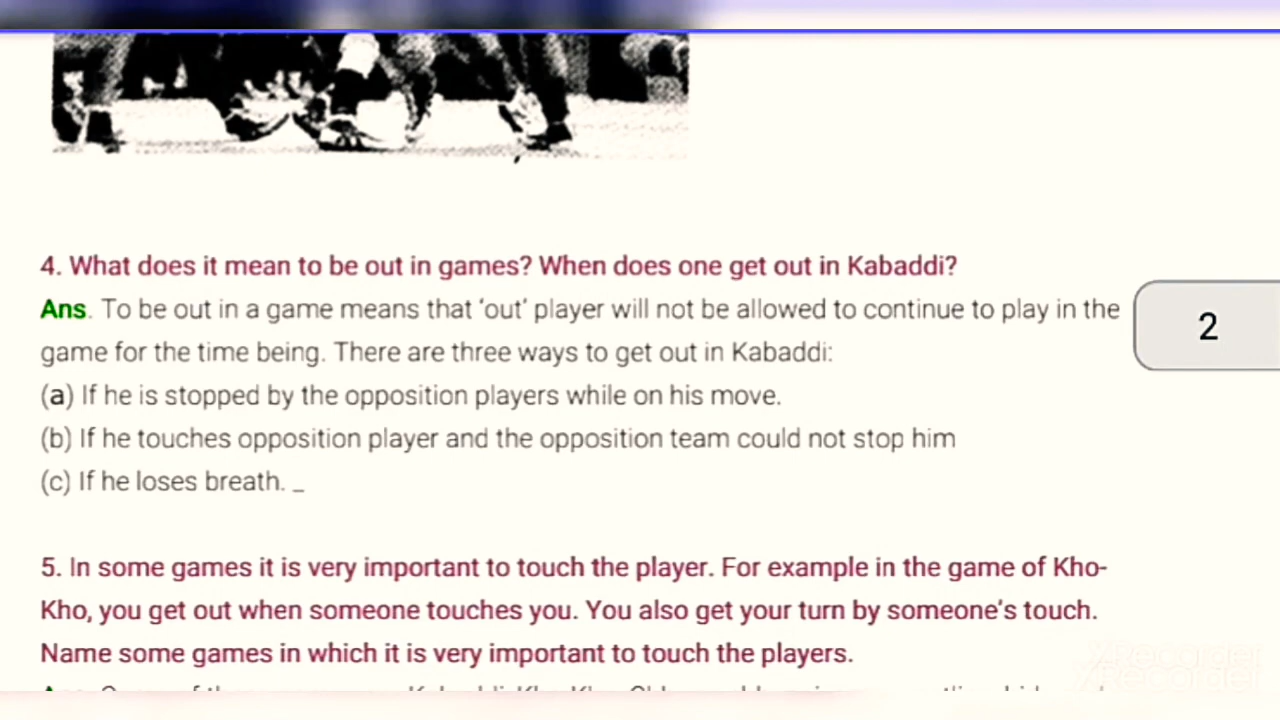 4. What does it mean to be out in games? When does one get out in Kabaddi?
Ans. To be out in a game means that ‘out’ player will not be allowed to continue to play in the
game for the time being. There are three ways to get out in Kabaddi:
(a) If he is stopped by the opposition players while on his move.
(b) If he touches opposition player and the opposition team could not stop him
(c) If he loses breath. _
2
5. In some games it is very important to touch the player. For example in the game of Kho-
Kho, you get out when someone touches you. You also get your turn by someone's touch.
Name some games in which it is very important to touch the players.
XRecorder